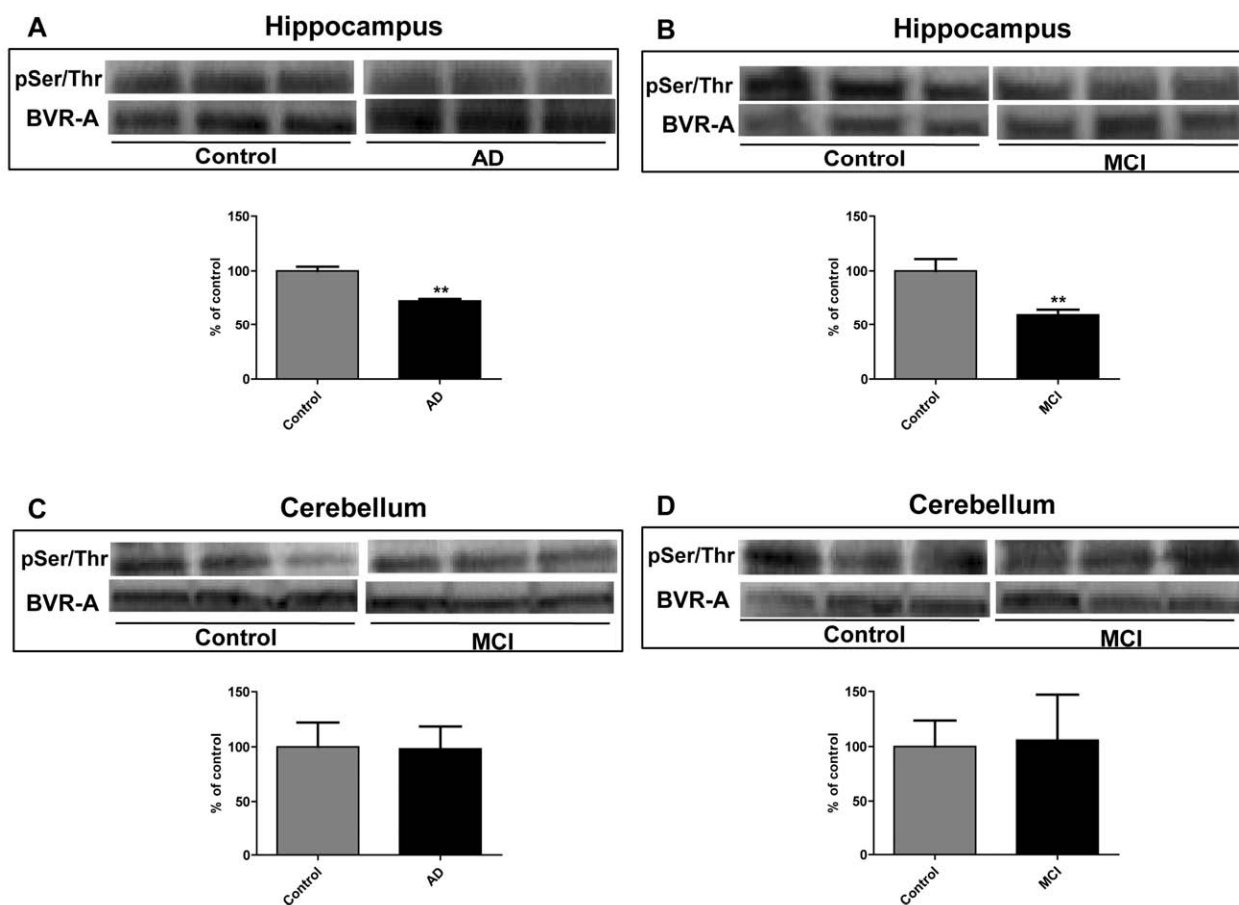 A
Hippocampus
pSer/Thr
BVR-A
Control
AD
% of control
150
100
50
0
**
Control
AD
B
Hippocampus
pSer/Thr
BVR-A
Control
MCI
% of control
150
100
50
0
**
Control
MCI
C
Cerebellum
pSer/Thr
BVR-A
Control
MCI
% of control
150
100
50
0
Control
AD
D
Cerebellum
pSer/Thr
BVR-A
Control
MCI
% of control
150
100
50
0
Control
MCI